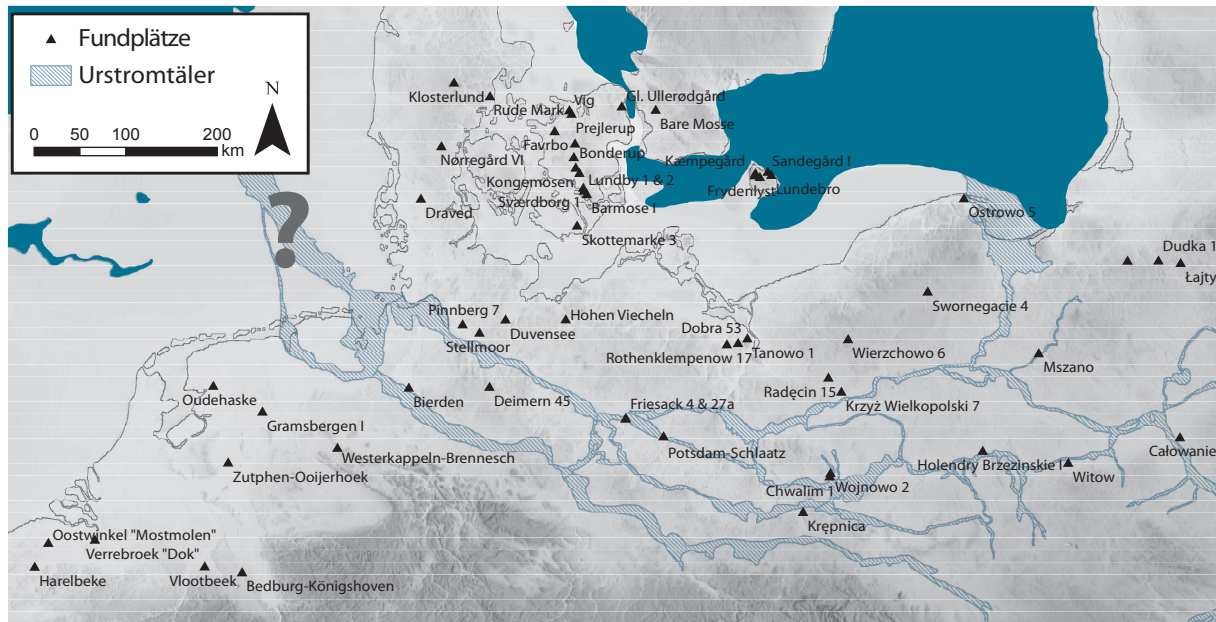 Fundplätze
Urstromtäler
N
0 50 100 200
km
Klosterlund
Rude Mark
Vig
Gl. Ullerødgård
Prejlerup
Bare Mosse
Favrbo
Nørregård VI
Bonderup
Kæmpegård
Sandegård I
Kongemosen
Lundby 1 & 2
Frydenlyst
Lundebro
Sværdborg 1
Barmose I
Draved
Ostrowo 5
?
Skottemarke 3
Dudka 1
Łajty
Swornegacie 4
Pinnberg 7
Hohen Viecheln
Duvensee
Stellmoor
Dobra 53
Tanowo 1
Rothenklempenow 17
Wierzchowo 6
Mszano
Oudehaske
Bierden
Deimern 45
Radęcin 15
Krzyż Wielkopolski 7
Friesack 4 & 27a
Gramsbergen I
Potsdam-Schlaatz
Całowanie
Westerkappeln-Brennesch
Holendry Brzezinskie I
Zutphen-Ooijerhoek
Witow
Chwalim 1
Wojnowo 2
Krępnica
Oostwinkel "Mostmolen"
Verrebroek "Dok"
Harelbeke
Vlootbeek
Bedburg-Königshoven